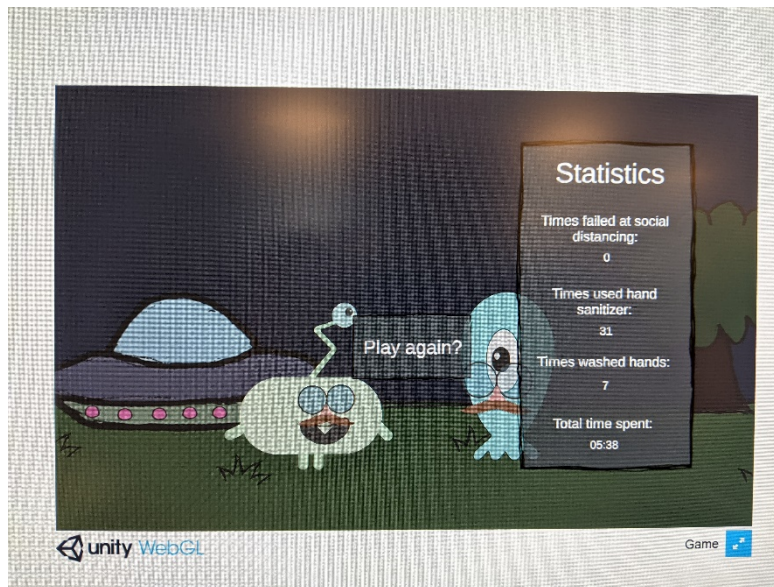 Statistics
Times failed at social
distancing:
0
Times used hand
sanitizer:
31
Times washed hands:
7
Total time spent:
05:38
Play again?
unity WebGL
Game